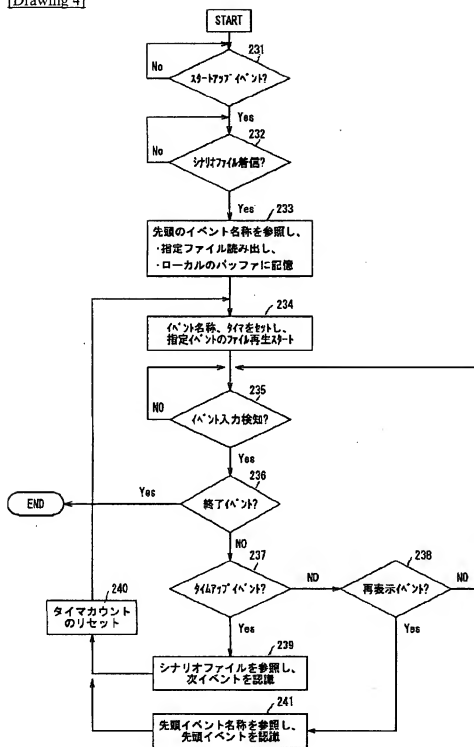 [Drawing 4]
START
231
No
スタートアップイベント?
Yes
232
No
シナリオファイル着信?
Yes
233
先頭のイベント名称を参照し、
・指定ファイル読み出し、
・ローカルのバッファに記憶
234
イベント名称、タイマをセットし、
指定イベントのファイル再生スタート
235
NO
イベント入力検知?
Yes
236
END
Yes
終了イベント?
NO
237
238
240
タイムアップイベント?
NO
再表示イベント?
NO
タイマカウント
のリセット
Yes
Yes
239
シナリオファイルを参照し、
次イベントを認識
241
先頭イベント名称を参照し、
先頭イベントを認識